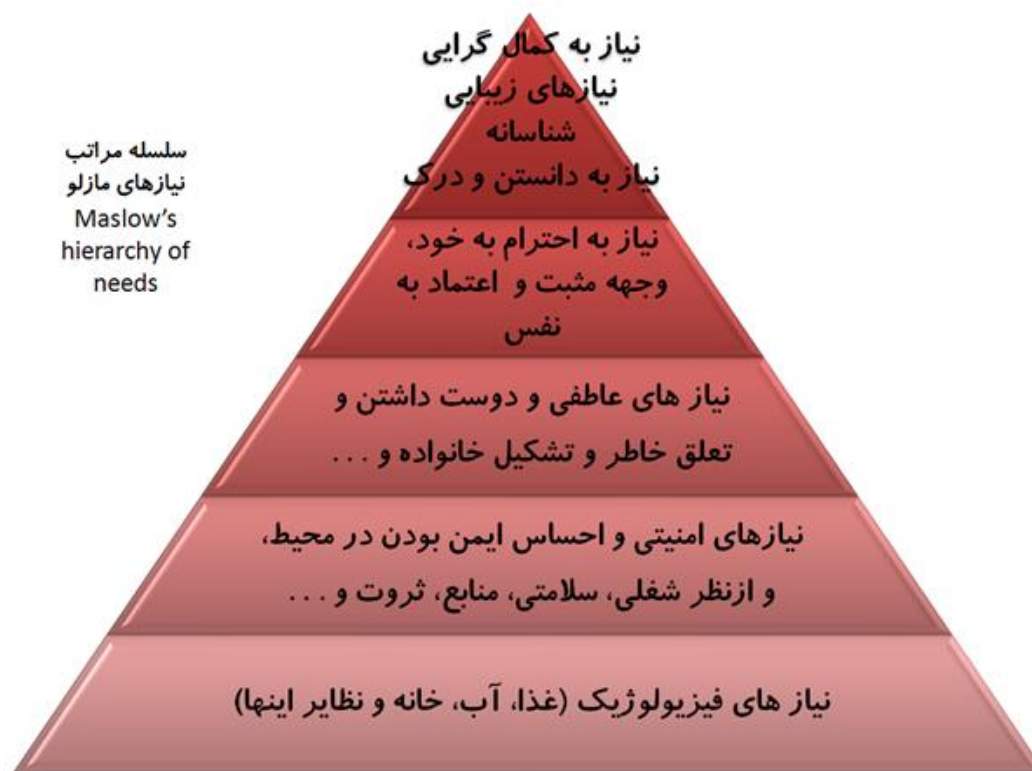 نیاز به کمال گرایی
نیازهای زیبایی
شناسانه
نیاز به دانستن و درک
سلسله مراتب
نیازهای مازلو
Maslow's
hierarchy of
needs
نیاز به احترام به خود،
وجهه مثبت و اعتماد به
نفس
نیاز های عاطفی و دوست داشتن و
تعلق خاطر و تشکیل خانواده و ...
نیازهای امنیتی و احساس ایمن بودن در محیط،
و ازنظر شغلی، سلامتی، منابع، ثروت و ...
نیاز های فیزیولوژیک (غذا، آب، خانه و نظایر اینها)